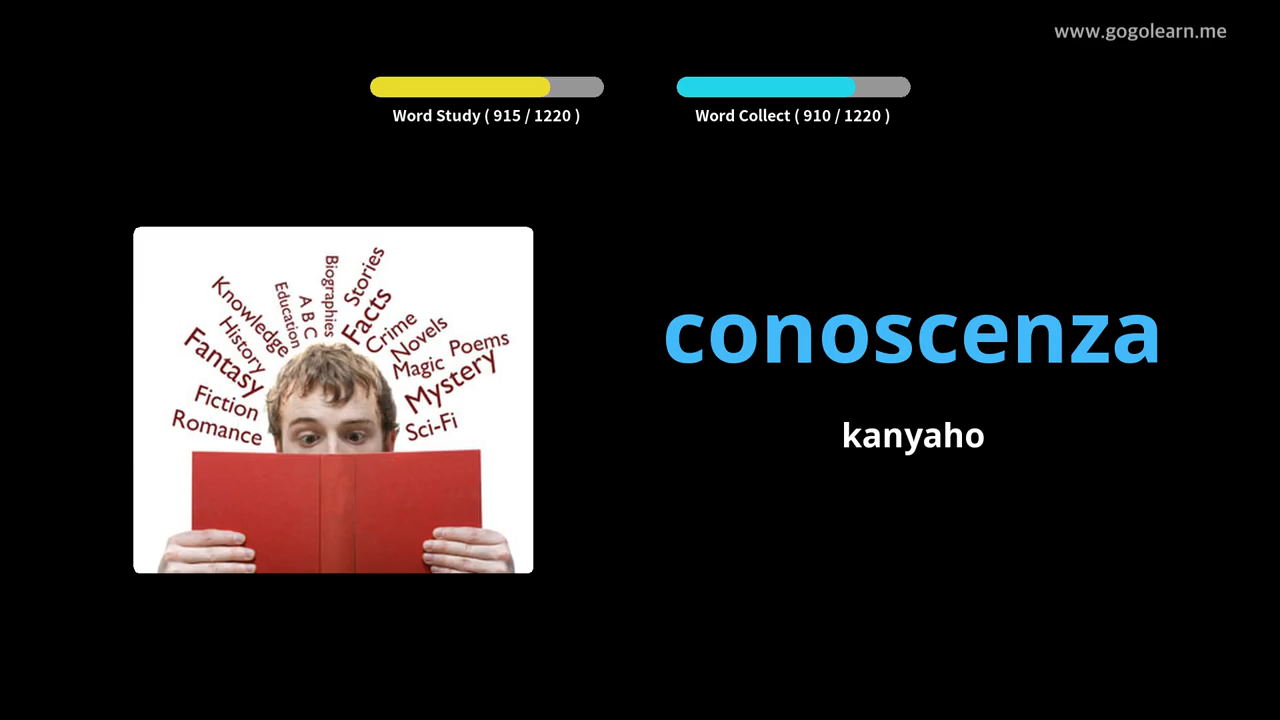 www.gogolearn.me
Word Study ( 915 / 1220 )
Word Collect ( 910 / 1220 )
Knowledge
Education
A B C
Biographies
Stories
History
Facts
Crime
Novels
Fantasy
Magic
Poems
Mystery
Fiction
Romance
Sci-Fi
conoscenza
kanyaho